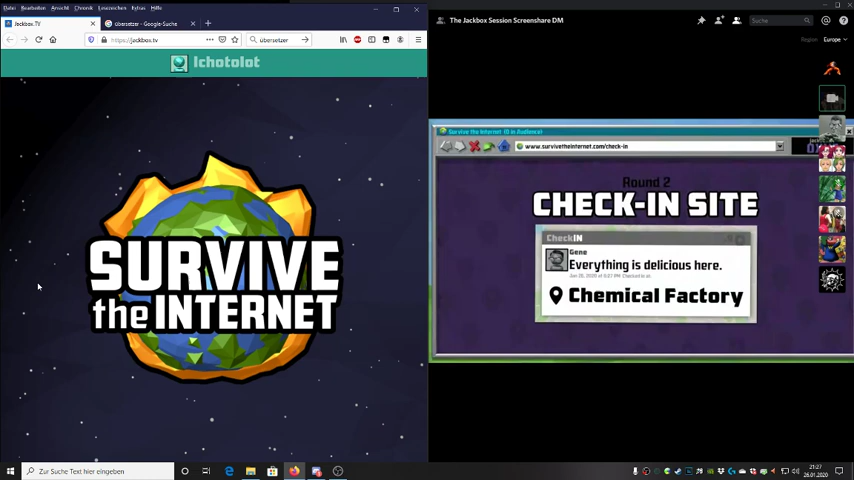 Datei Bearbeiten Ansicht Chronik Lesezeichen Extras Hilfe
Jackbox.TV
übersetzer - Google-Suche
https://jackbox.tv
übersetzer
Ichotolot
SURVIVE
the INTERNET
The Jackbox Session Screenshare DM
Suche
Region
Europe
Survive the Internet (0 in Audience)
www.survivetheinternet.com/check-in
Round 2
CHECK-IN SITE
CheckIN
Gene
Everything is delicious here.
Chemical Factory
Zur Suche Text hier eingeben
21:27
26.01.2020